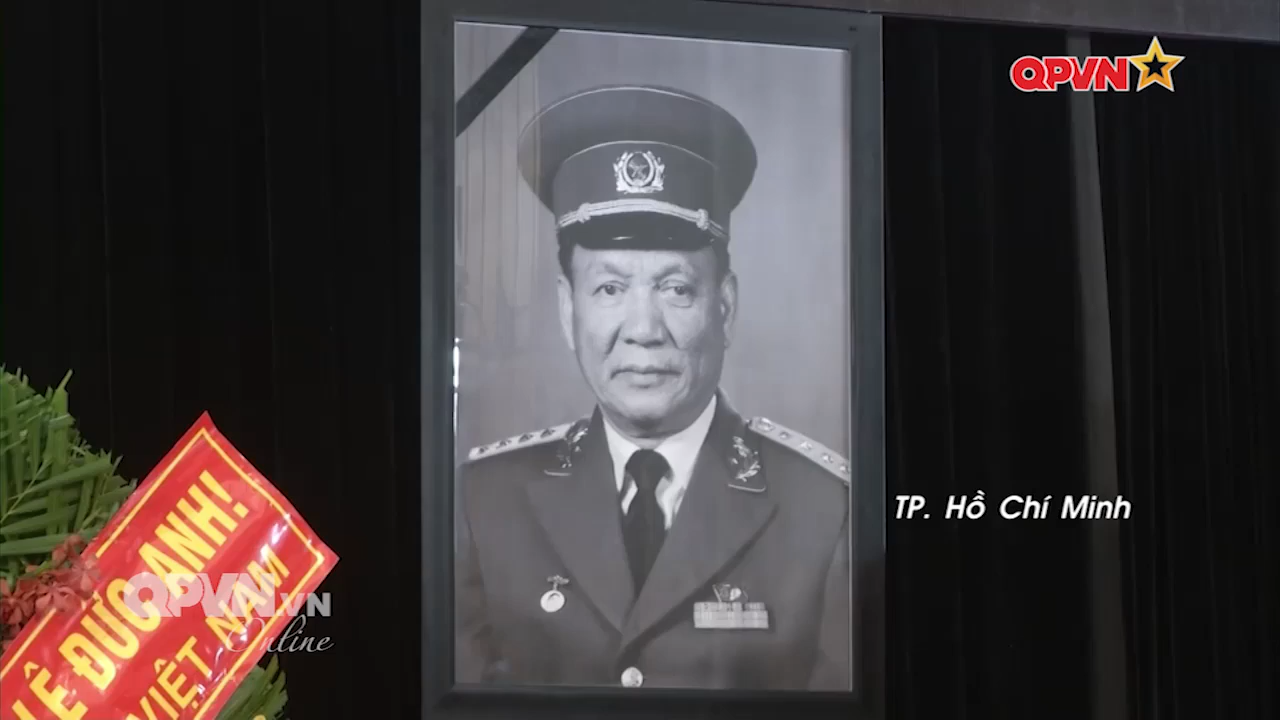 QPVN
TP. Hồ Chí Minh
LÊ ĐỨC ANH!
VIỆT NAM
QPVN.VN
Online